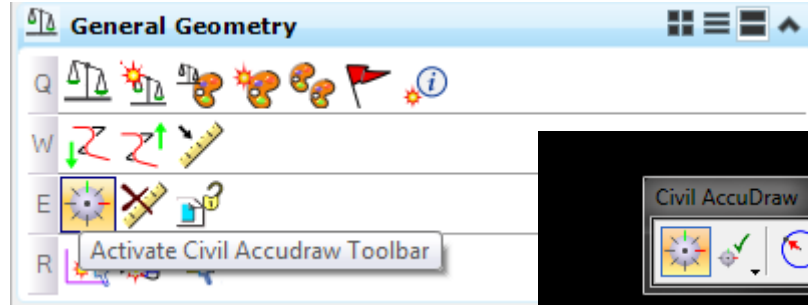 General Geometry
Q
W
E
Civil AccuDraw
Activate Civil Accudraw Toolbar
R